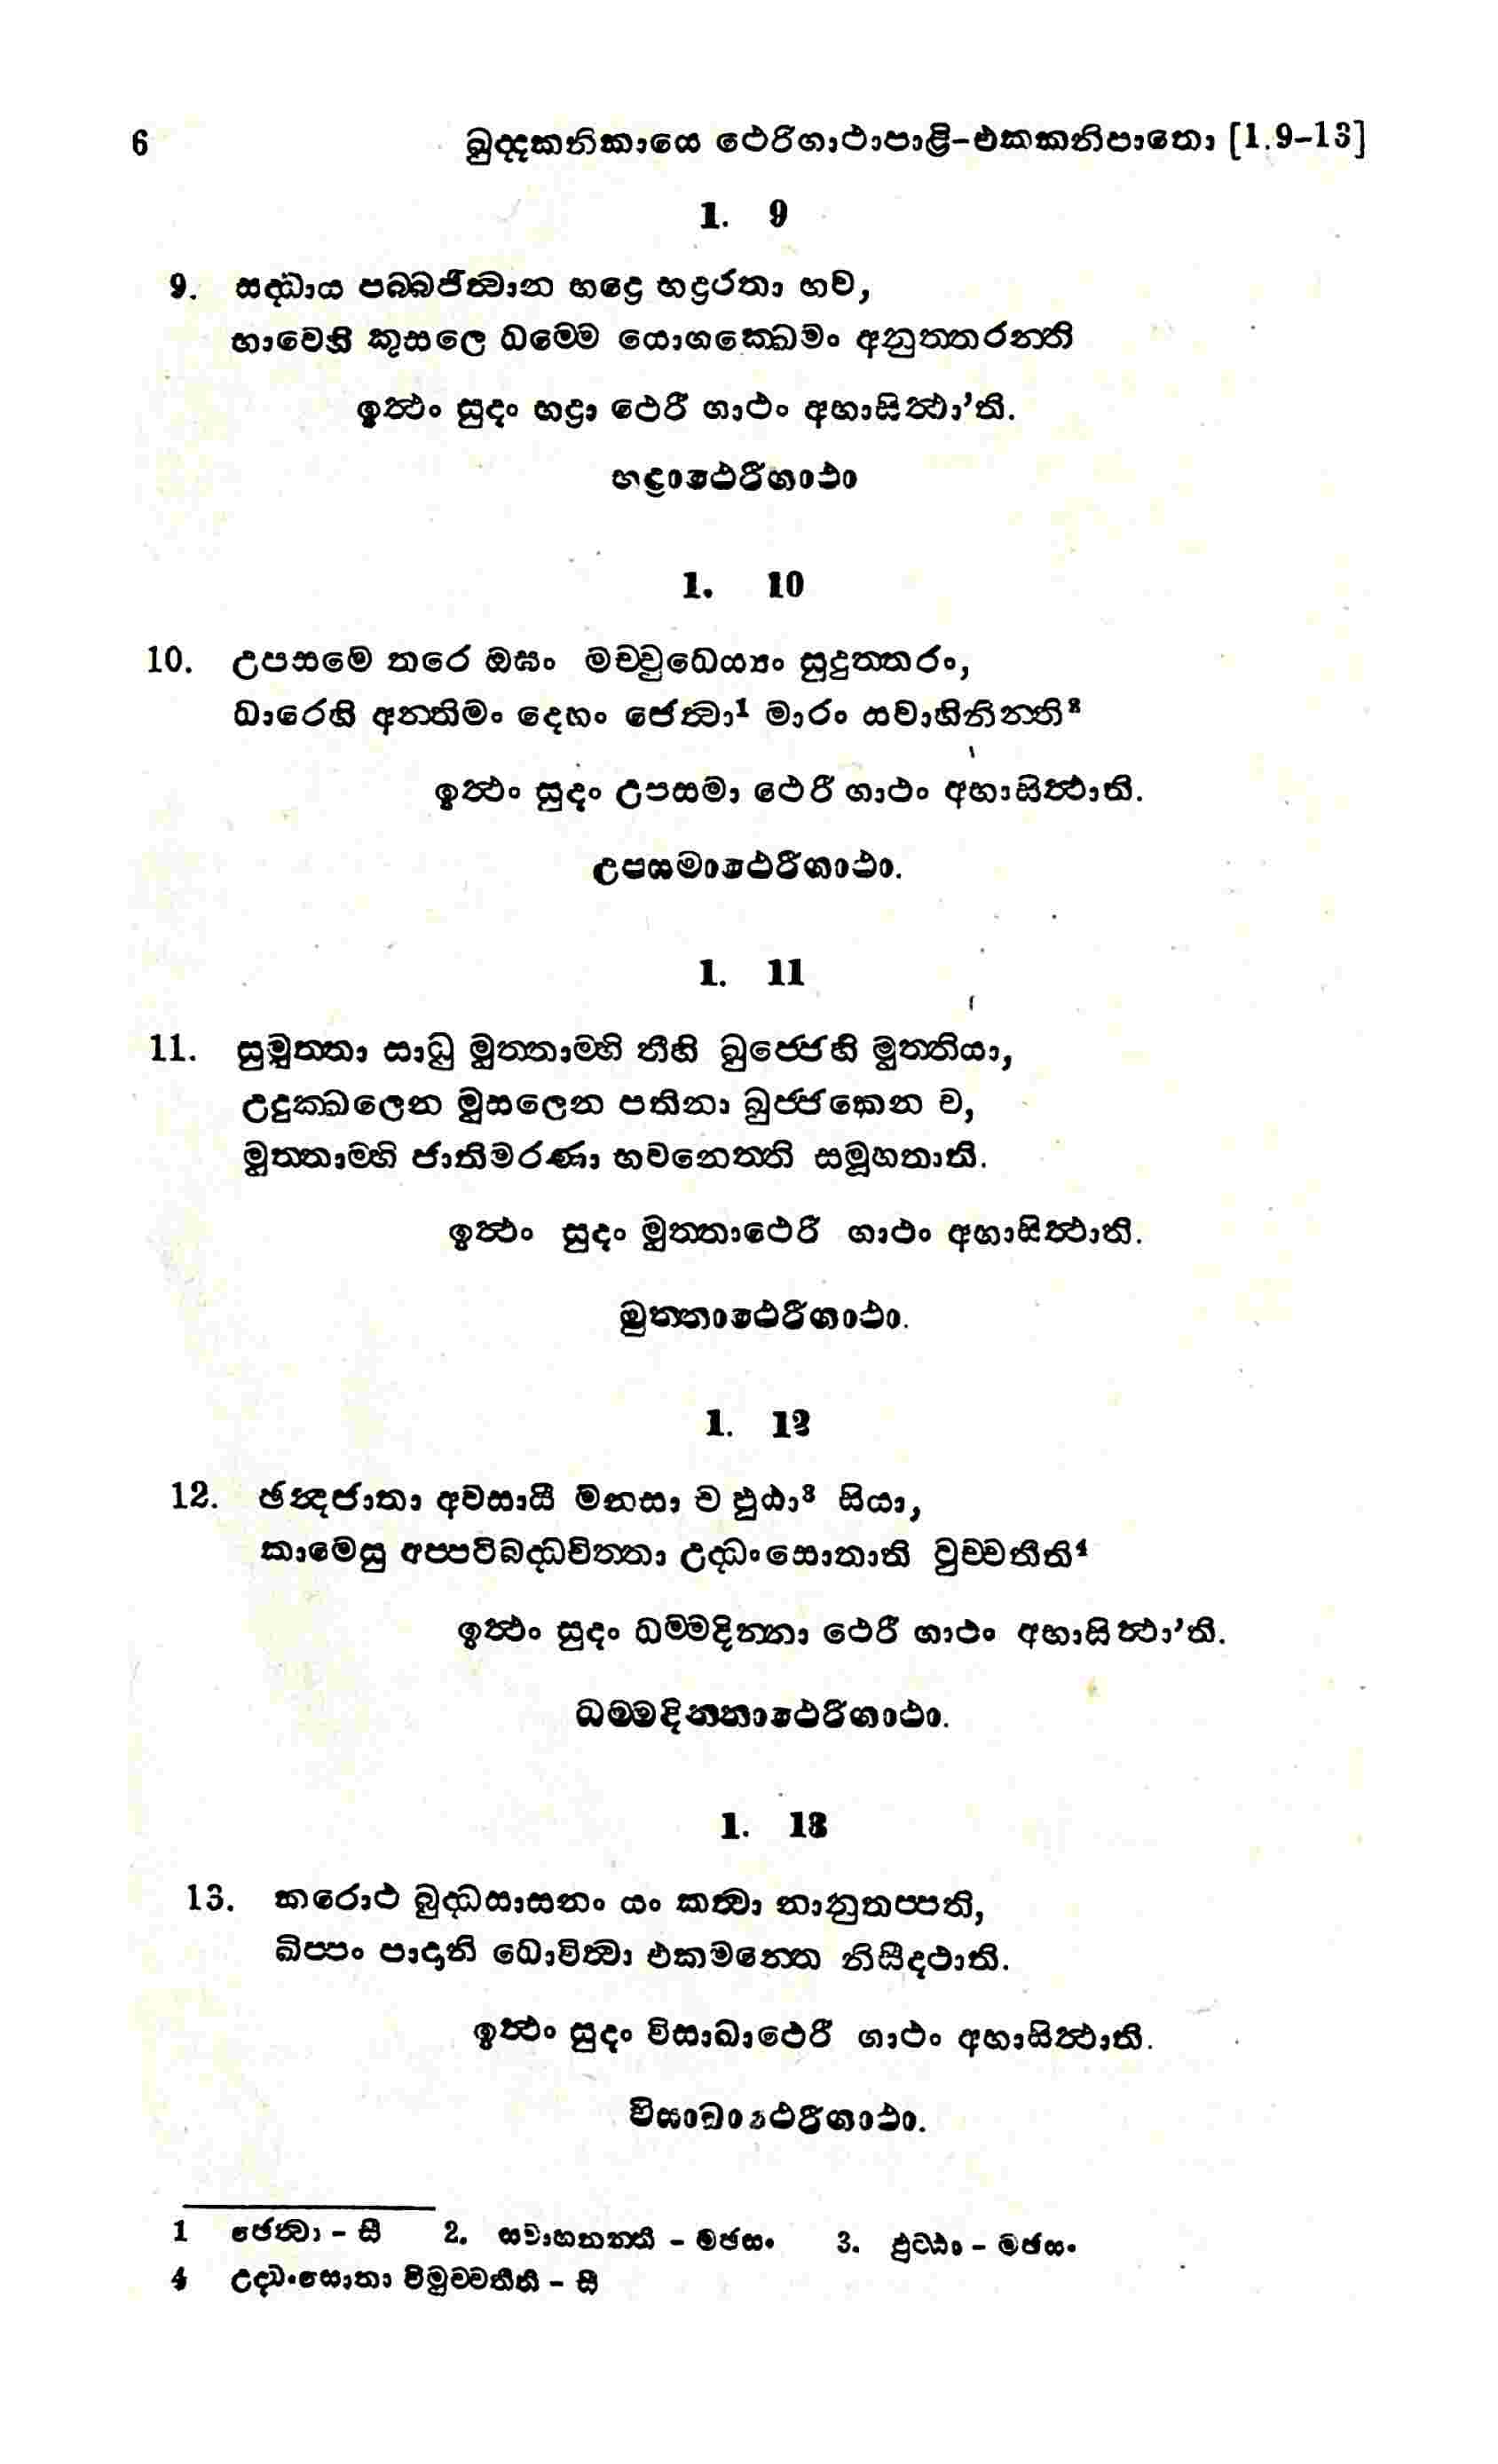 6 ඛුද්දකනිකායෙ ථෙරීගාථාපාළි-එකකනිපාතො [1.9-13]
1. 9
9. සද්ධාය පබ්බජිත්වාන භද්‍රෙ භද්‍රරතා භව,
භාවෙහි කුසලෙ ධම්මෙ යොගක්ඛෙමං අනුත්තරන්ති
ඉත්ථං සුදං භද්‍රා ථෙරී ගාථං අභාසිත්ථා’ති.
භද්‍රාථෙරීගාථා
1. 10
10. උපසමෙ තරෙ ඔඝං මච්චුධෙය්‍යං සුදුත්තරං,
ධාරෙහි අන්තිමං දෙහං ජෙත්වා¹ මාරං සවාහිනින්ති²
ඉත්ථං සුදං උපසමා ථෙරී ගාථං අභාසිත්ථාති.
උපසමාථෙරීගාථා.
1. 11
11. සුමුත්තා සාධු මුත්තාම්හි තීහි ඛුජ්ජෙහි මුත්තියා,
උදුක්ඛලෙන මුසලෙන පතිනා ඛුජ්ජකෙන ච,
මුත්තාම්හි ජාතිමරණා භවනෙත්ති සමූහතාති.
ඉත්ථං සුදං මුත්තාථෙරී ගාථං අභාසිත්ථාති.
මුත්තාථෙරීගාථා.
1. 12
12. ඡන්දජාතා අවසායී මනසා ච ඵුඨා³ සියා,
කාමෙසු අප්පටිබද්ධචිත්තා උද්ධංසොතාති වුච්චතීති⁴
ඉත්ථං සුදං ධම්මදින්නා ථෙරී ගාථං අභාසිත්ථා’ති.
ධම්මදින්නාථෙරීගාථා.
1. 13
13. කරොථ බුද්ධසාසනං යං කත්වා නානුතප්පති,
ඛිප්පං පාදානි ධොවිත්වා එකමන්තෙ නිසීදථාති.
ඉත්ථං සුදං විසාඛාථෙරී ගාථං අභාසිත්ථාති.
විසාඛාථෙරීගාථා.
1 ඡෙත්වා - සී 2. සවාහනන්ති - මජසං 3. ඵුට්ඨා - මජසං
4 උද්ධංසොතා විමුච්චතීති - සී